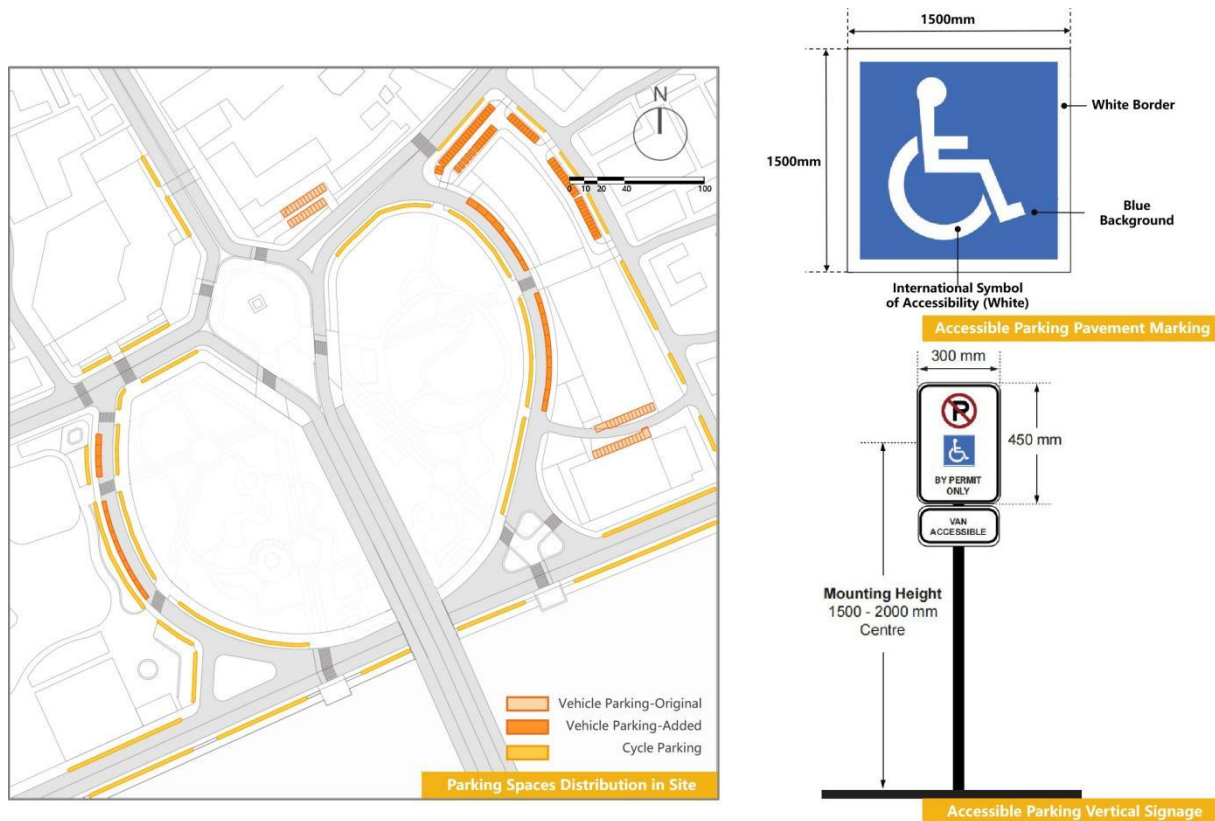 N
0 10 20 40 100
Vehicle Parking-Original
Vehicle Parking-Added
Cycle Parking
Parking Spaces Distribution in Site
1500mm
1500mm
White Border
Blue
Background
International Symbol
of Accessibility (White)
Accessible Parking Pavement Marking
300 mm
P
450 mm
BY PERMIT
ONLY
VAN
ACCESSIBLE
Mounting Height
1500 - 2000 mm
Centre
Accessible Parking Vertical Signage